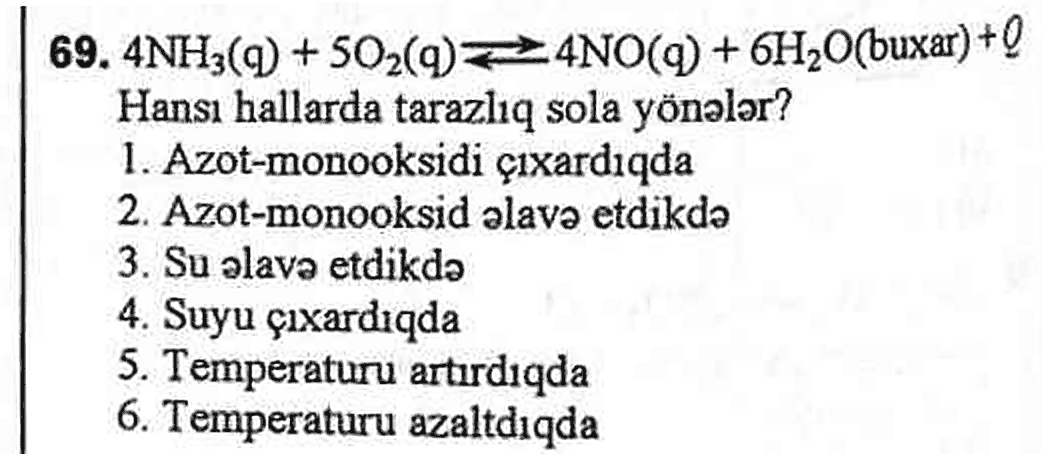 69. 4NH₃(q) + 5O₂(q)⇄4NO(q) + 6H₂O(buxar)+Q
Hansı hallarda tarazlıq sola yönələr?
1. Azot-monooksidi çıxardıqda
2. Azot-monooksid əlavə etdikdə
3. Su əlavə etdikdə
4. Suyu çıxardıqda
5. Temperaturu artırdıqda
6. Temperaturu azaltdıqda